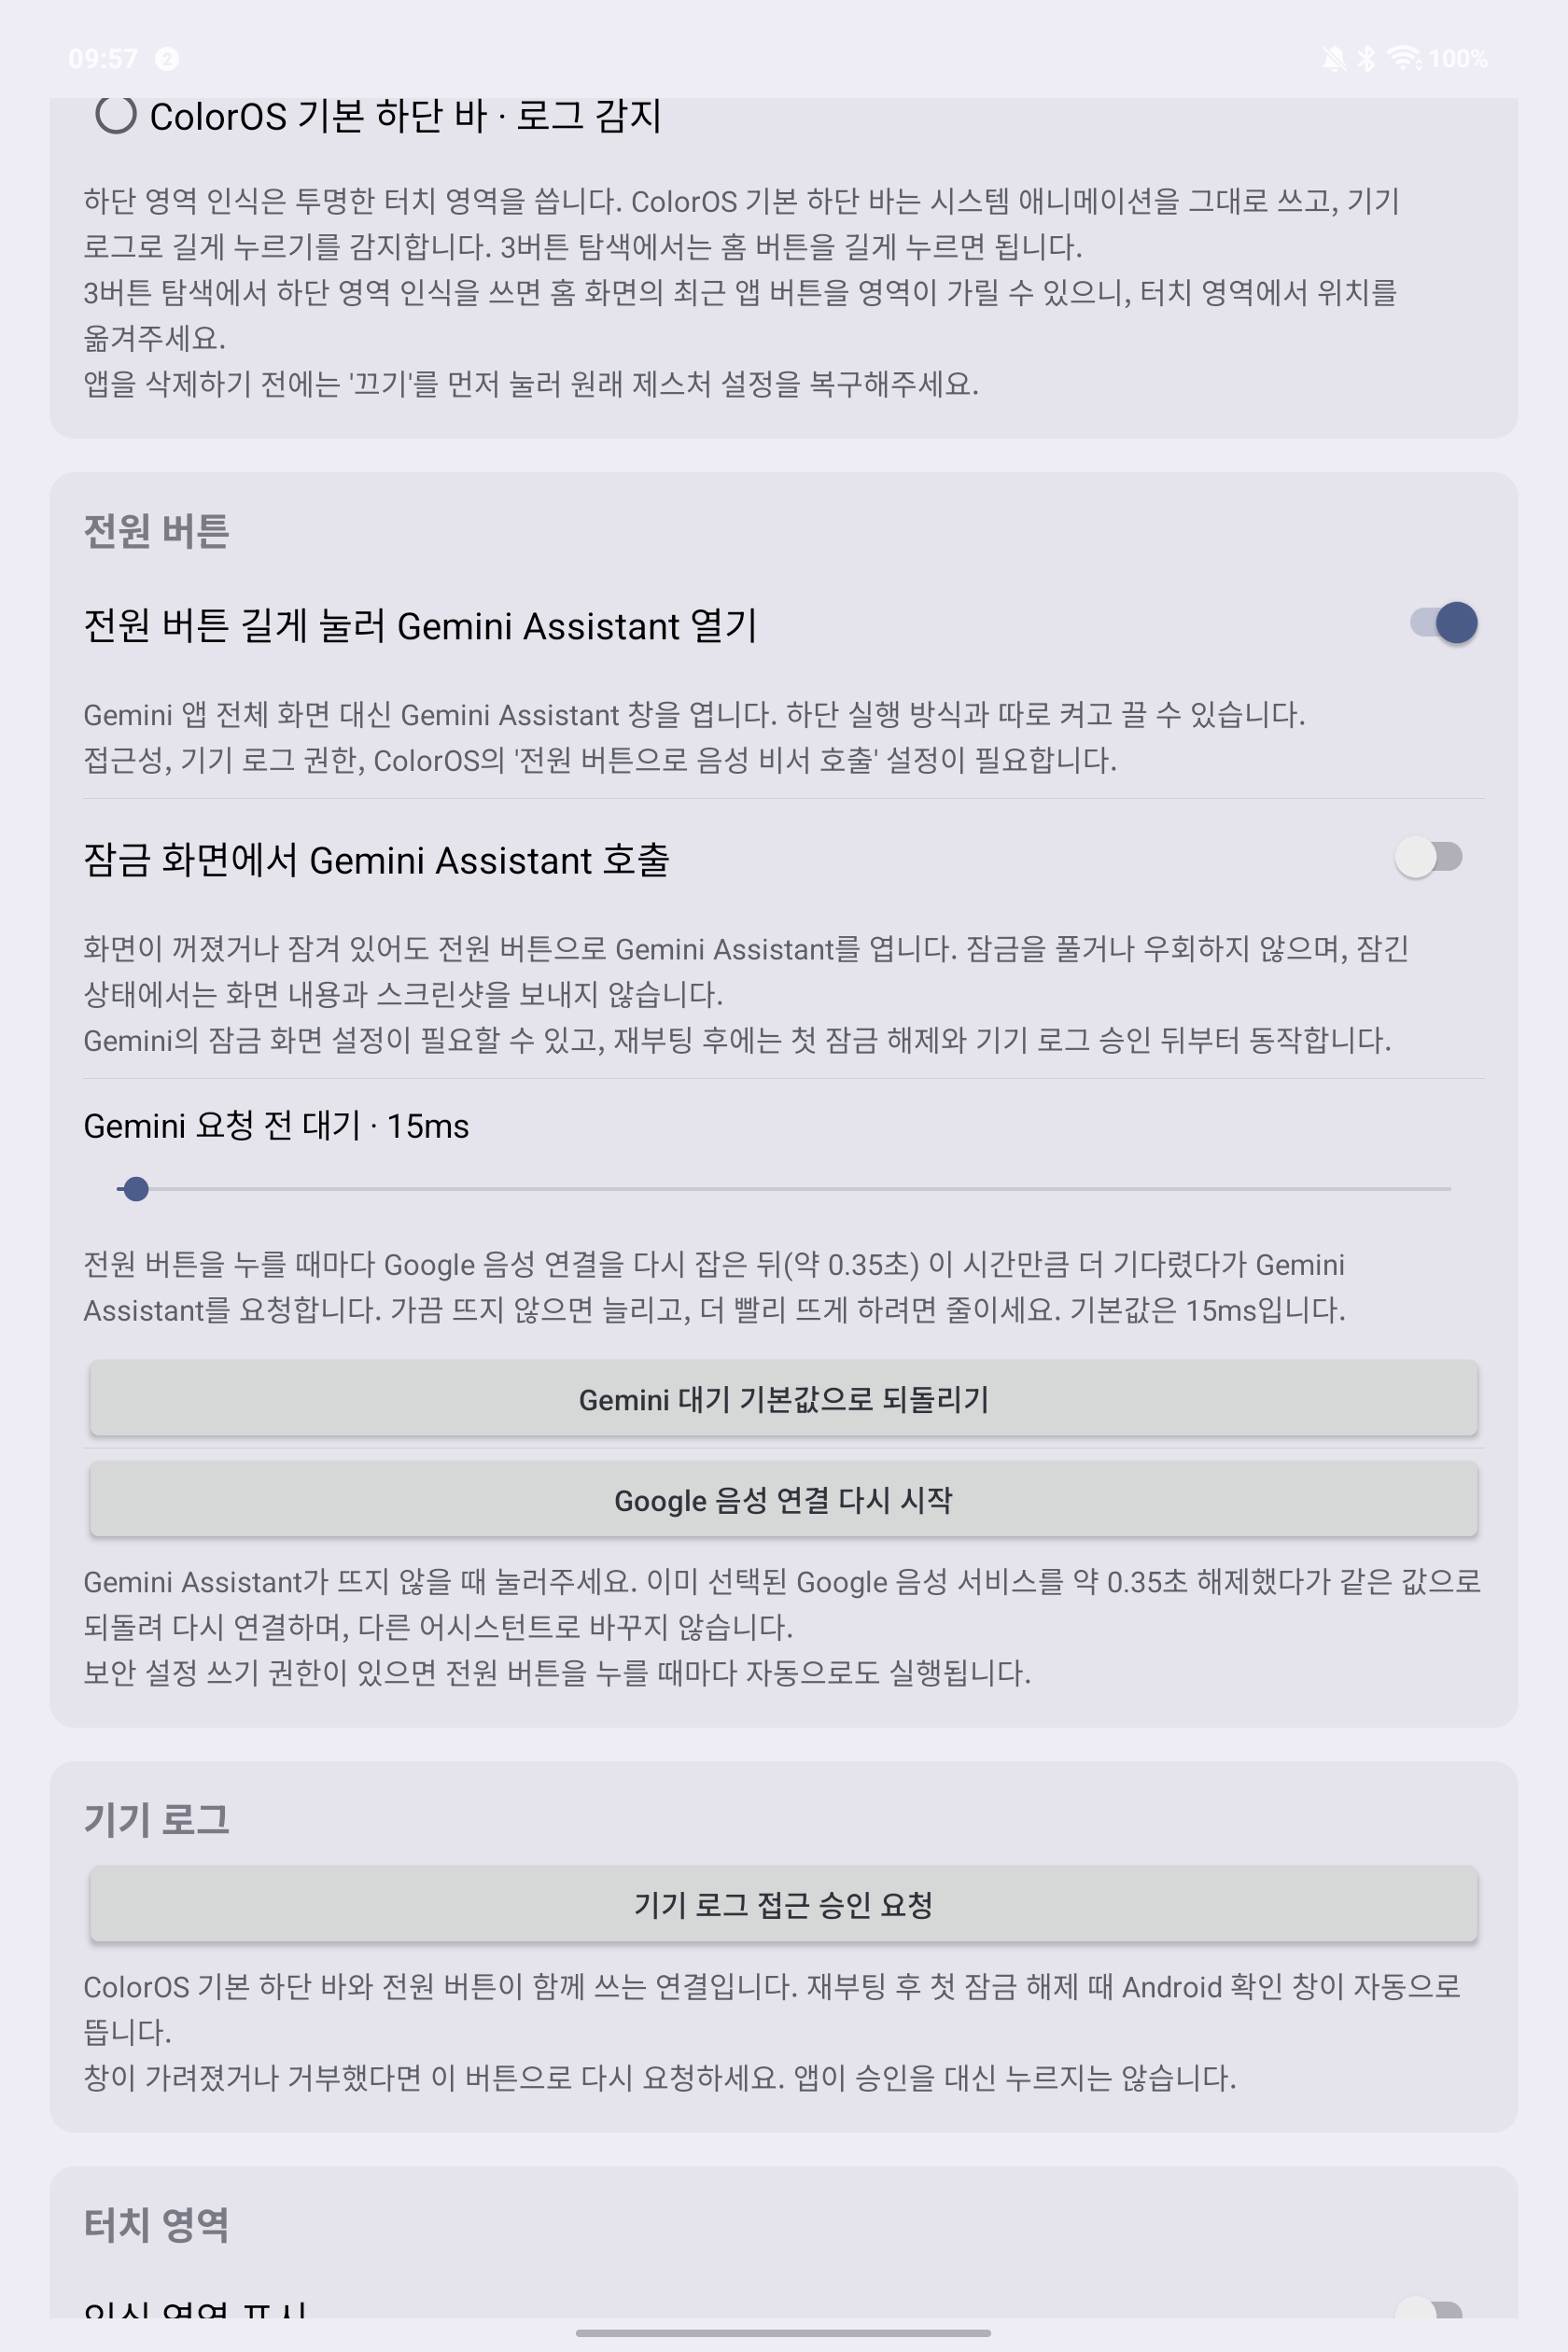 09:57 2 100%
ColorOS 기본 하단 바 · 로그 감지
하단 영역 인식은 투명한 터치 영역을 씁니다. ColorOS 기본 하단 바는 시스템 애니메이션을 그대로 쓰고, 기기
로그로 길게 누르기를 감지합니다. 3버튼 탐색에서는 홈 버튼을 길게 누르면 됩니다.
3버튼 탐색에서 하단 영역 인식을 쓰면 홈 화면의 최근 앱 버튼을 영역이 가릴 수 있으니, 터치 영역에서 위치를
옮겨주세요.
앱을 삭제하기 전에는 '끄기'를 먼저 눌러 원래 제스처 설정을 복구해주세요.
전원 버튼
전원 버튼 길게 눌러 Gemini Assistant 열기
Gemini 앱 전체 화면 대신 Gemini Assistant 창을 엽니다. 하단 실행 방식과 따로 켜고 끌 수 있습니다.
접근성, 기기 로그 권한, ColorOS의 '전원 버튼으로 음성 비서 호출' 설정이 필요합니다.
잠금 화면에서 Gemini Assistant 호출
화면이 꺼졌거나 잠겨 있어도 전원 버튼으로 Gemini Assistant를 엽니다. 잠금을 풀거나 우회하지 않으며, 잠긴
상태에서는 화면 내용과 스크린샷을 보내지 않습니다.
Gemini의 잠금 화면 설정이 필요할 수 있고, 재부팅 후에는 첫 잠금 해제와 기기 로그 승인 뒤부터 동작합니다.
Gemini 요청 전 대기 · 15ms
전원 버튼을 누를 때마다 Google 음성 연결을 다시 잡은 뒤(약 0.35초) 이 시간만큼 더 기다렸다가 Gemini
Assistant를 요청합니다. 가끔 뜨지 않으면 늘리고, 더 빨리 뜨게 하려면 줄이세요. 기본값은 15ms입니다.
Gemini 대기 기본값으로 되돌리기
Google 음성 연결 다시 시작
Gemini Assistant가 뜨지 않을 때 눌러주세요. 이미 선택된 Google 음성 서비스를 약 0.35초 해제했다가 같은 값으로
되돌려 다시 연결하며, 다른 어시스턴트로 바꾸지 않습니다.
보안 설정 쓰기 권한이 있으면 전원 버튼을 누를 때마다 자동으로도 실행됩니다.
기기 로그
기기 로그 접근 승인 요청
ColorOS 기본 하단 바와 전원 버튼이 함께 쓰는 연결입니다. 재부팅 후 첫 잠금 해제 때 Android 확인 창이 자동으로
뜹니다.
창이 가려졌거나 거부했다면 이 버튼으로 다시 요청하세요. 앱이 승인을 대신 누르지는 않습니다.
터치 영역
인식 영역 표시